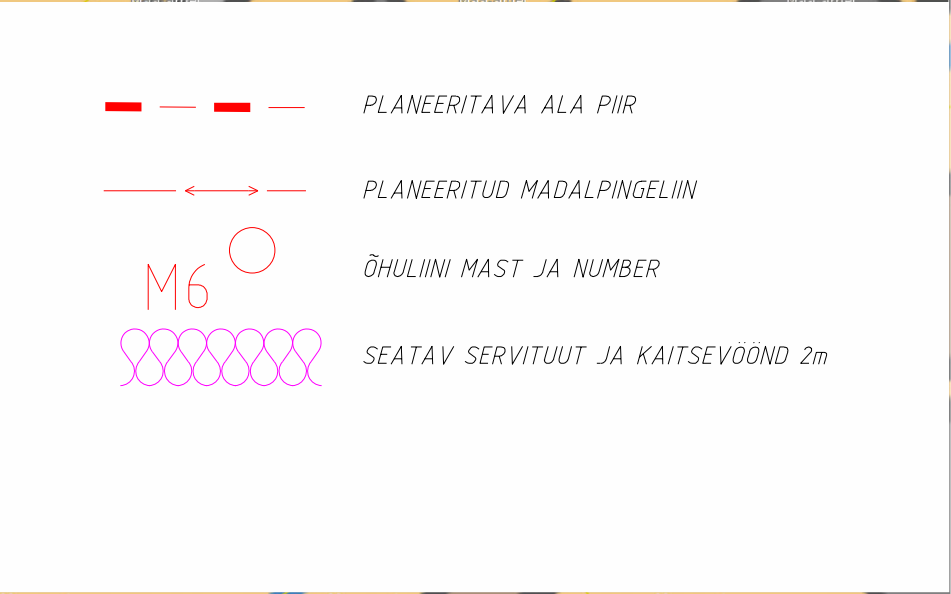 PLANEERITAVA ALA PIIR
PLANEERITUD MADALPINGELIIN
M6
ÕHULIINI MAST JA NUMBER
SEATAV SERVITUUT JA KAITSEVÖÖND 2m